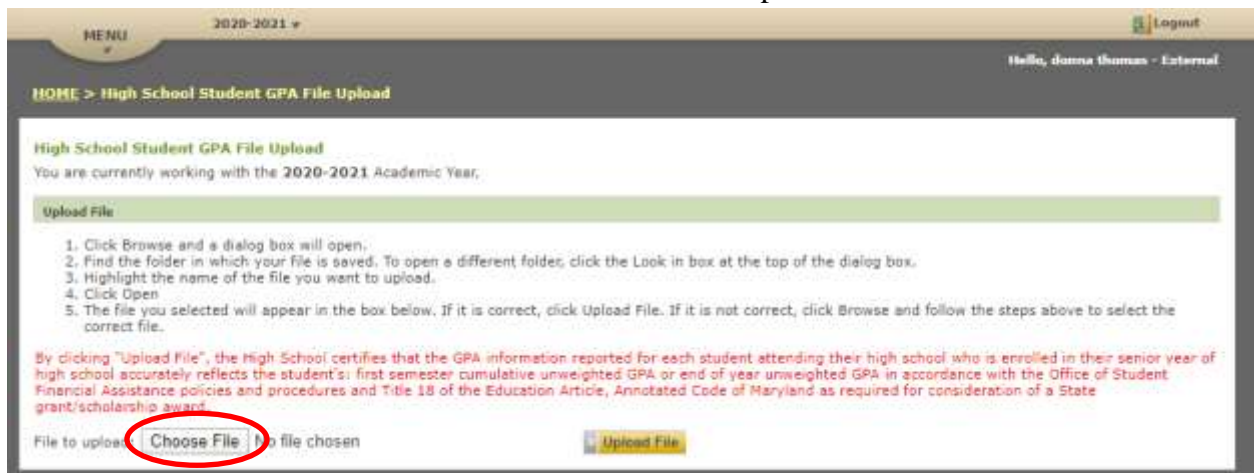 MENU
2020-2021
Logout
Hello, donna thomas - External
HOME > High School Student GPA File Upload
High School Student GPA File Upload
You are currently working with the 2020-2021 Academic Year.
Upload File
1. Click Browse and a dialog box will open.
2. Find the folder in which your file is saved. To open a different folder, click the Look in box at the top of the dialog box.
3. Highlight the name of the file you want to upload.
4. Click Open
5. The file you selected will appear in the box below. If it is correct, click Upload File. If it is not correct, click Browse and follow the steps above to select the
correct file.
By clicking "Upload File", the High School certifies that the GPA information reported for each student attending their high school who is enrolled in their senior year of
high school accurately reflects the student's: first semester cumulative unweighted GPA or end of year unweighted GPA in accordance with the Office of Student
Financial Assistance policies and procedures and Title 18 of the Education Article, Annotated Code of Maryland as required for consideration of a State
grant/scholarship award.
File to upload: Choose File No file chosen
Upload File